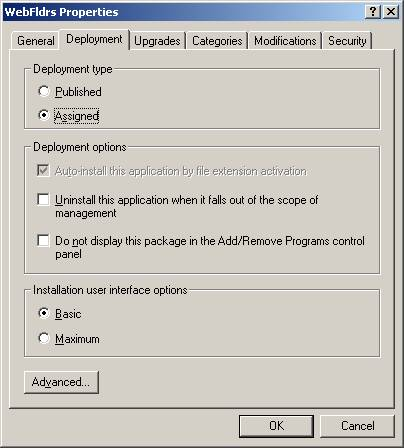 WebFldrs Properties
General Deployment Upgrades Categories Modifications Security
Deployment type
Published
Assigned
Deployment options
Auto-install this application by file extension activation
Uninstall this application when it falls out of the scope of
management
Do not display this package in the Add/Remove Programs control
panel
Installation user interface options
Basic
Maximum
Advanced...
OK Cancel